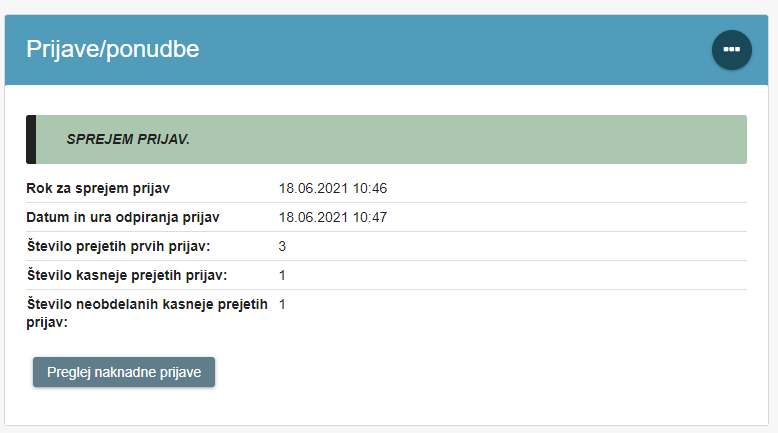 Prijave/ponudbe
SPREJEM PRIJAV.
Rok za sprejem prijav 18.06.2021 10:46
Datum in ura odpiranja prijav 18.06.2021 10:47
Število prejetih prvih prijav: 3
Število kasneje prejetih prijav: 1
Število neobdelanih kasneje prejetih 1
prijav:
Preglej naknadne prijave